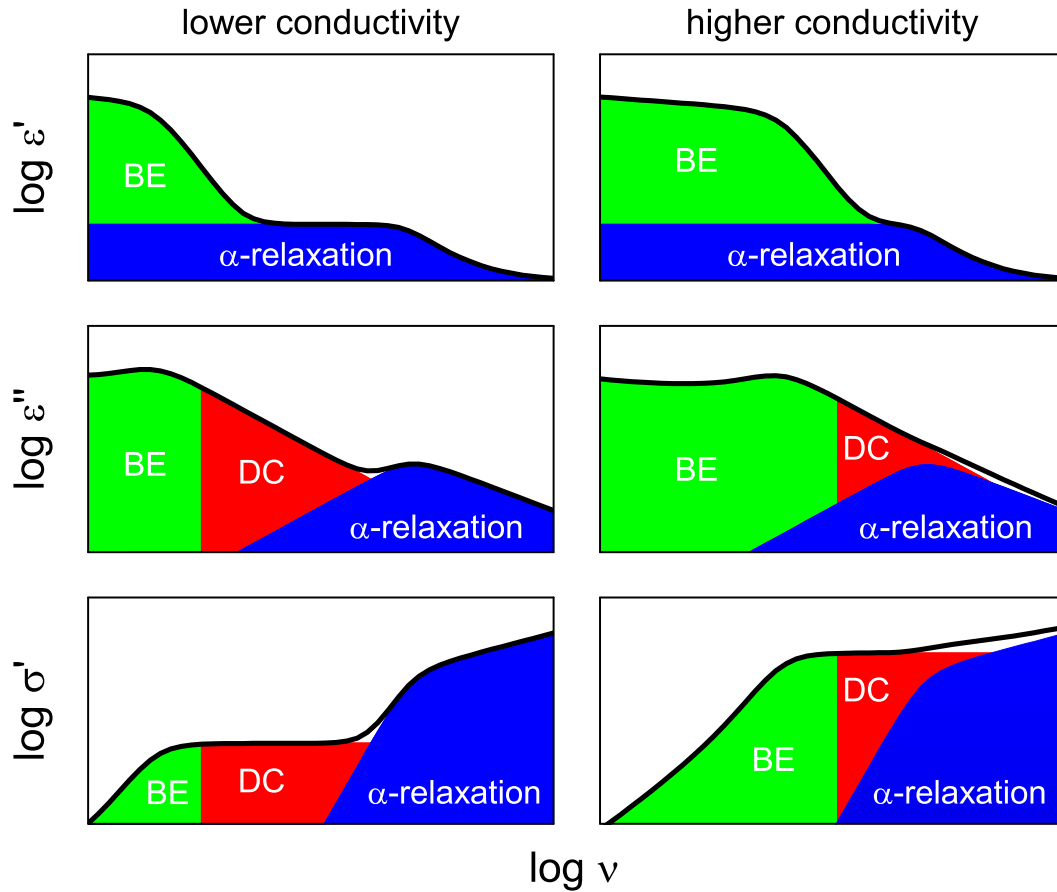 lower conductivity
higher conductivity
log ε'
BE
α-relaxation
BE
α-relaxation
log ε"
BE
DC
α-relaxation
BE
DC
α-relaxation
log σ'
BE
DC
α-relaxation
BE
DC
α-relaxation
log ν